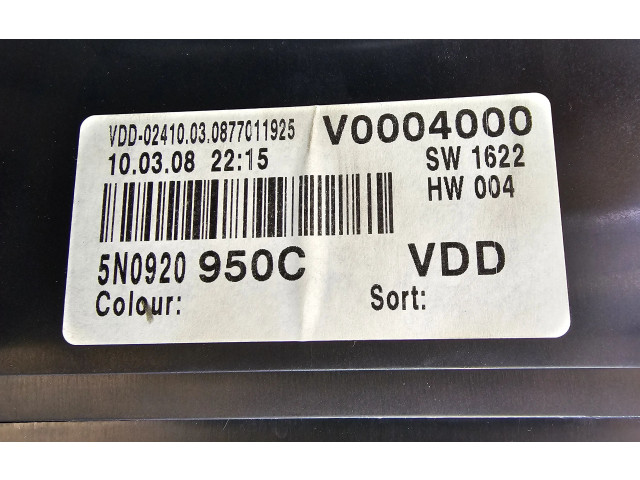 VDD-02410.03.0877011925 V0004000
10.03.08 22:15 SW 1622
HW 004
5N0920 950C VDD
Colour: Sort: